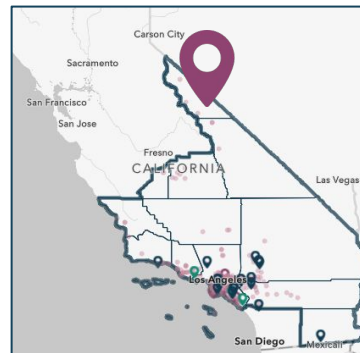 Carson City
Sacramento
San Francisco
San Jose
Fresno
CALIFORNIA
Las Vegas
Los Angeles
San Diego
Mexicali